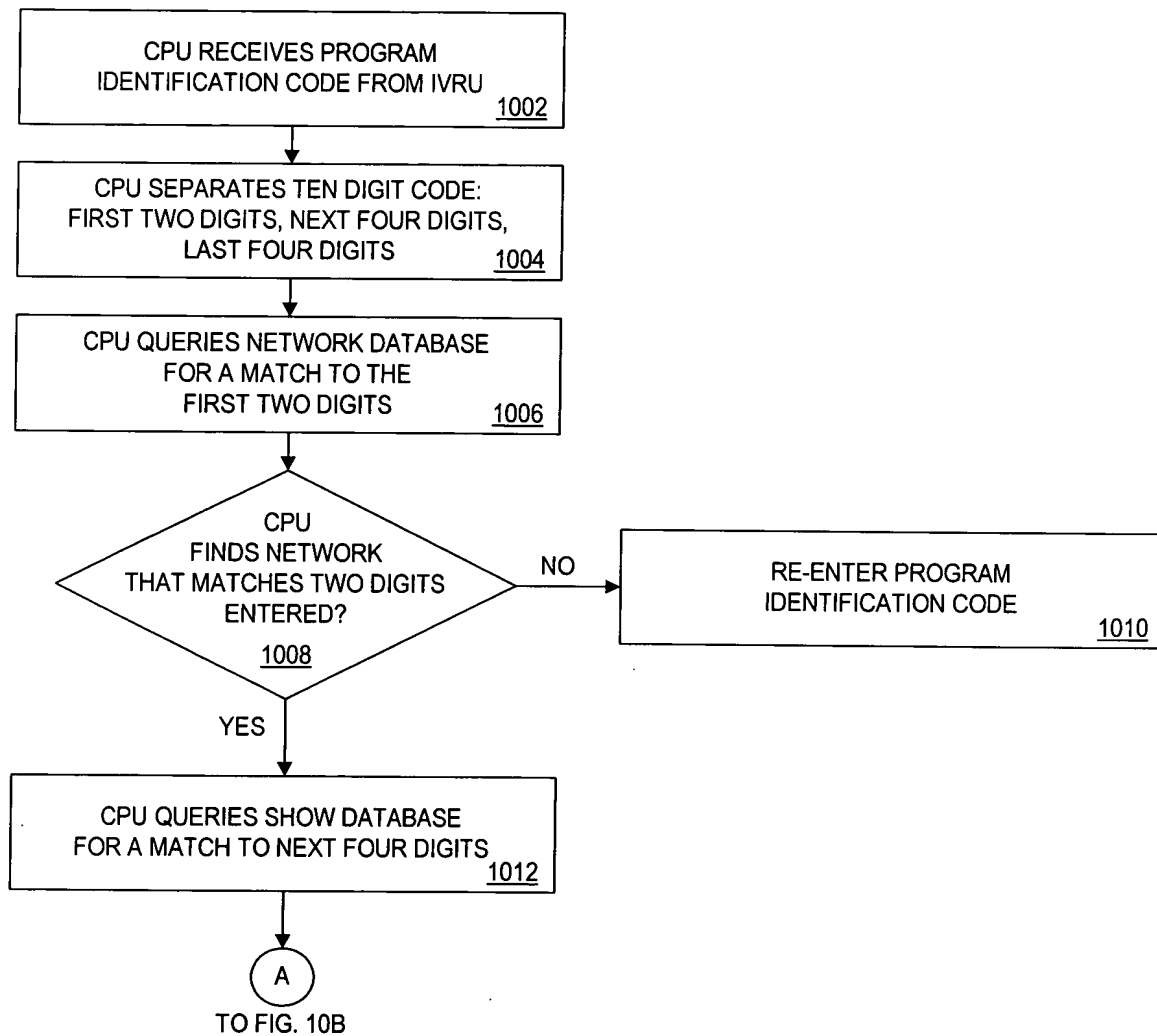 CPU RECEIVES PROGRAM
IDENTIFICATION CODE FROM IVRU
1002
CPU SEPARATES TEN DIGIT CODE:
FIRST TWO DIGITS, NEXT FOUR DIGITS,
LAST FOUR DIGITS
1004
CPU QUERIES NETWORK DATABASE
FOR A MATCH TO THE
FIRST TWO DIGITS
1006
CPU
FINDS NETWORK
THAT MATCHES TWO DIGITS
ENTERED?
1008
NO
RE-ENTER PROGRAM
IDENTIFICATION CODE
1010
YES
CPU QUERIES SHOW DATABASE
FOR A MATCH TO NEXT FOUR DIGITS
1012
A
TO FIG. 10B